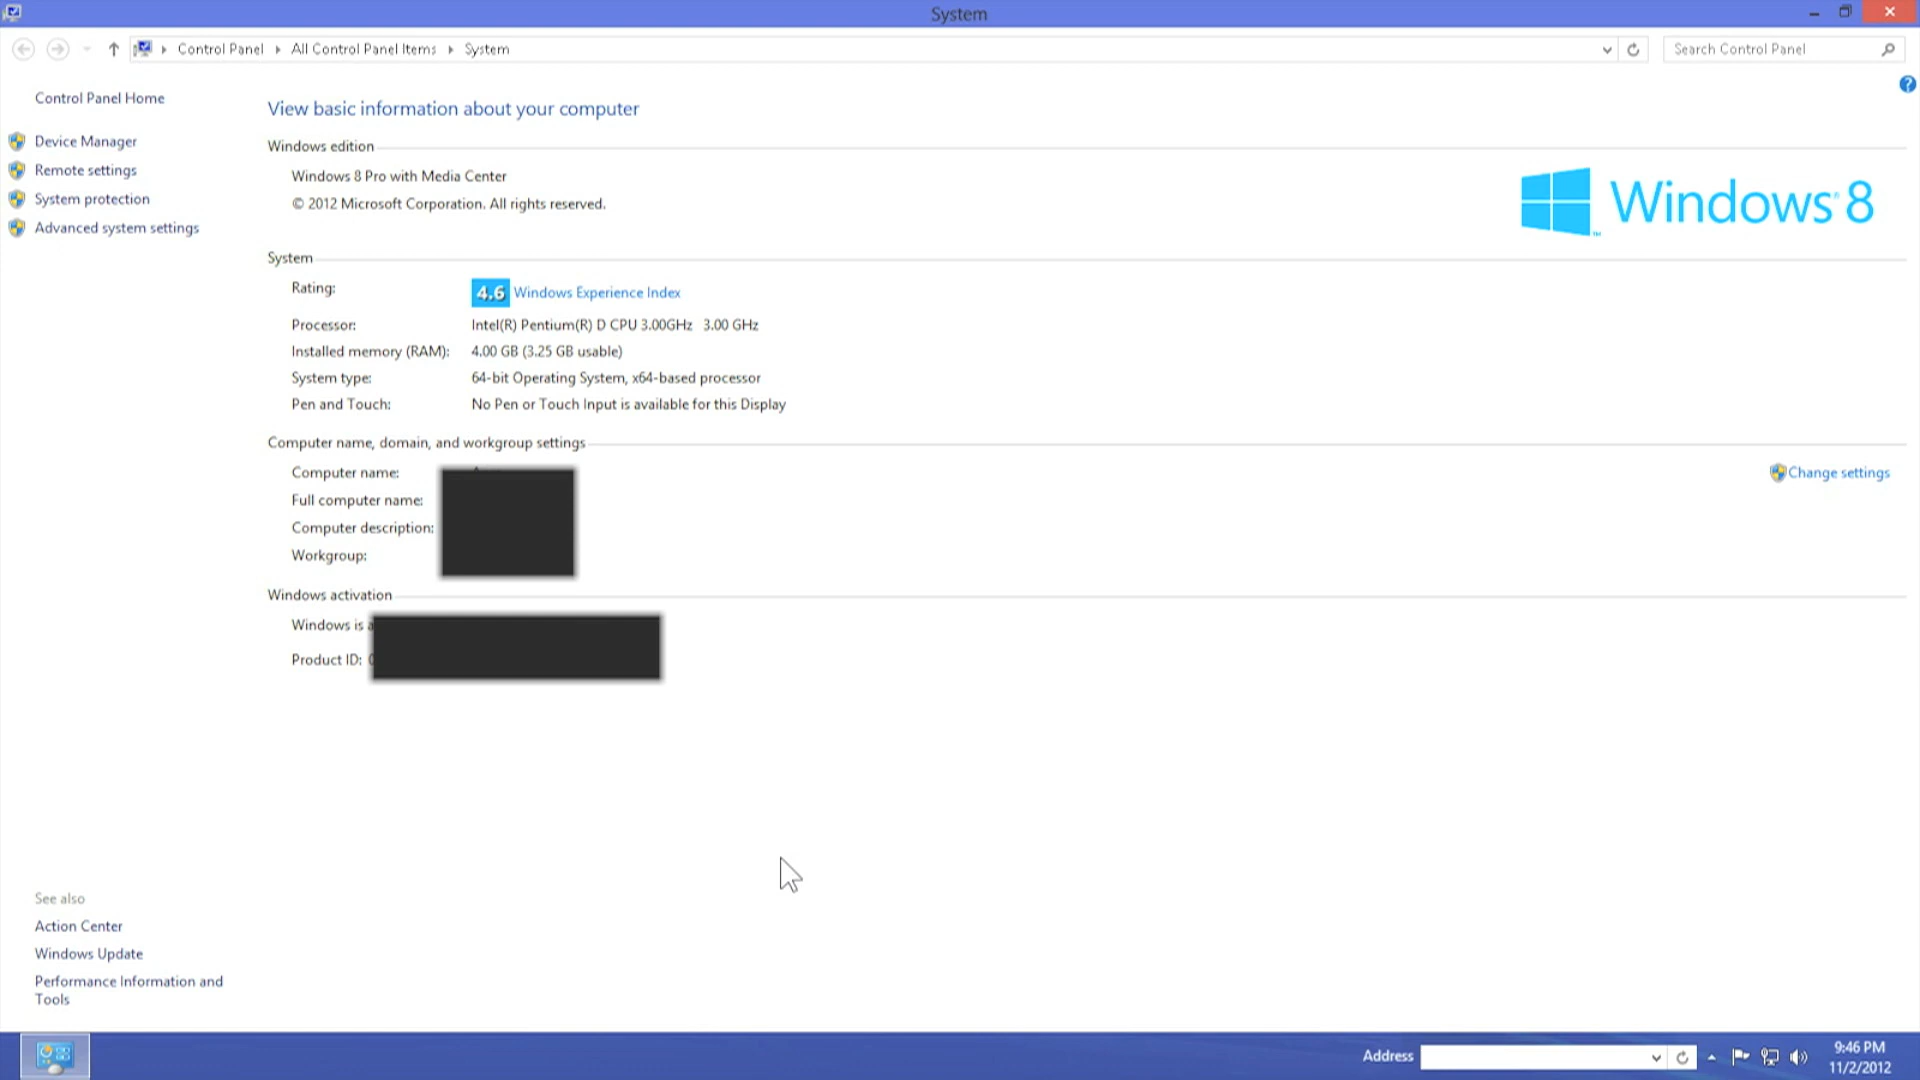 System
Control Panel
All Control Panel Items
System
Search Control Panel
Control Panel Home
Device Manager
Remote settings
System protection
Advanced system settings
View basic information about your computer
Windows edition
Windows 8 Pro with Media Center
© 2012 Microsoft Corporation. All rights reserved.
Windows® 8
System
Rating:
4.6 Windows Experience Index
Processor: Intel(R) Pentium(R) D CPU 3.00GHz 3.00 GHz
Installed memory (RAM): 4.00 GB (3.25 GB usable)
System type: 64-bit Operating System, x64-based processor
Pen and Touch: No Pen or Touch Input is available for this Display
Computer name, domain, and workgroup settings
Computer name:
Change settings
Full computer name:
Computer description:
Workgroup:
Windows activation
Windows is
Product ID:
See also
Action Center
Windows Update
Performance Information and
Tools
Address
9:46 PM
11/2/2012